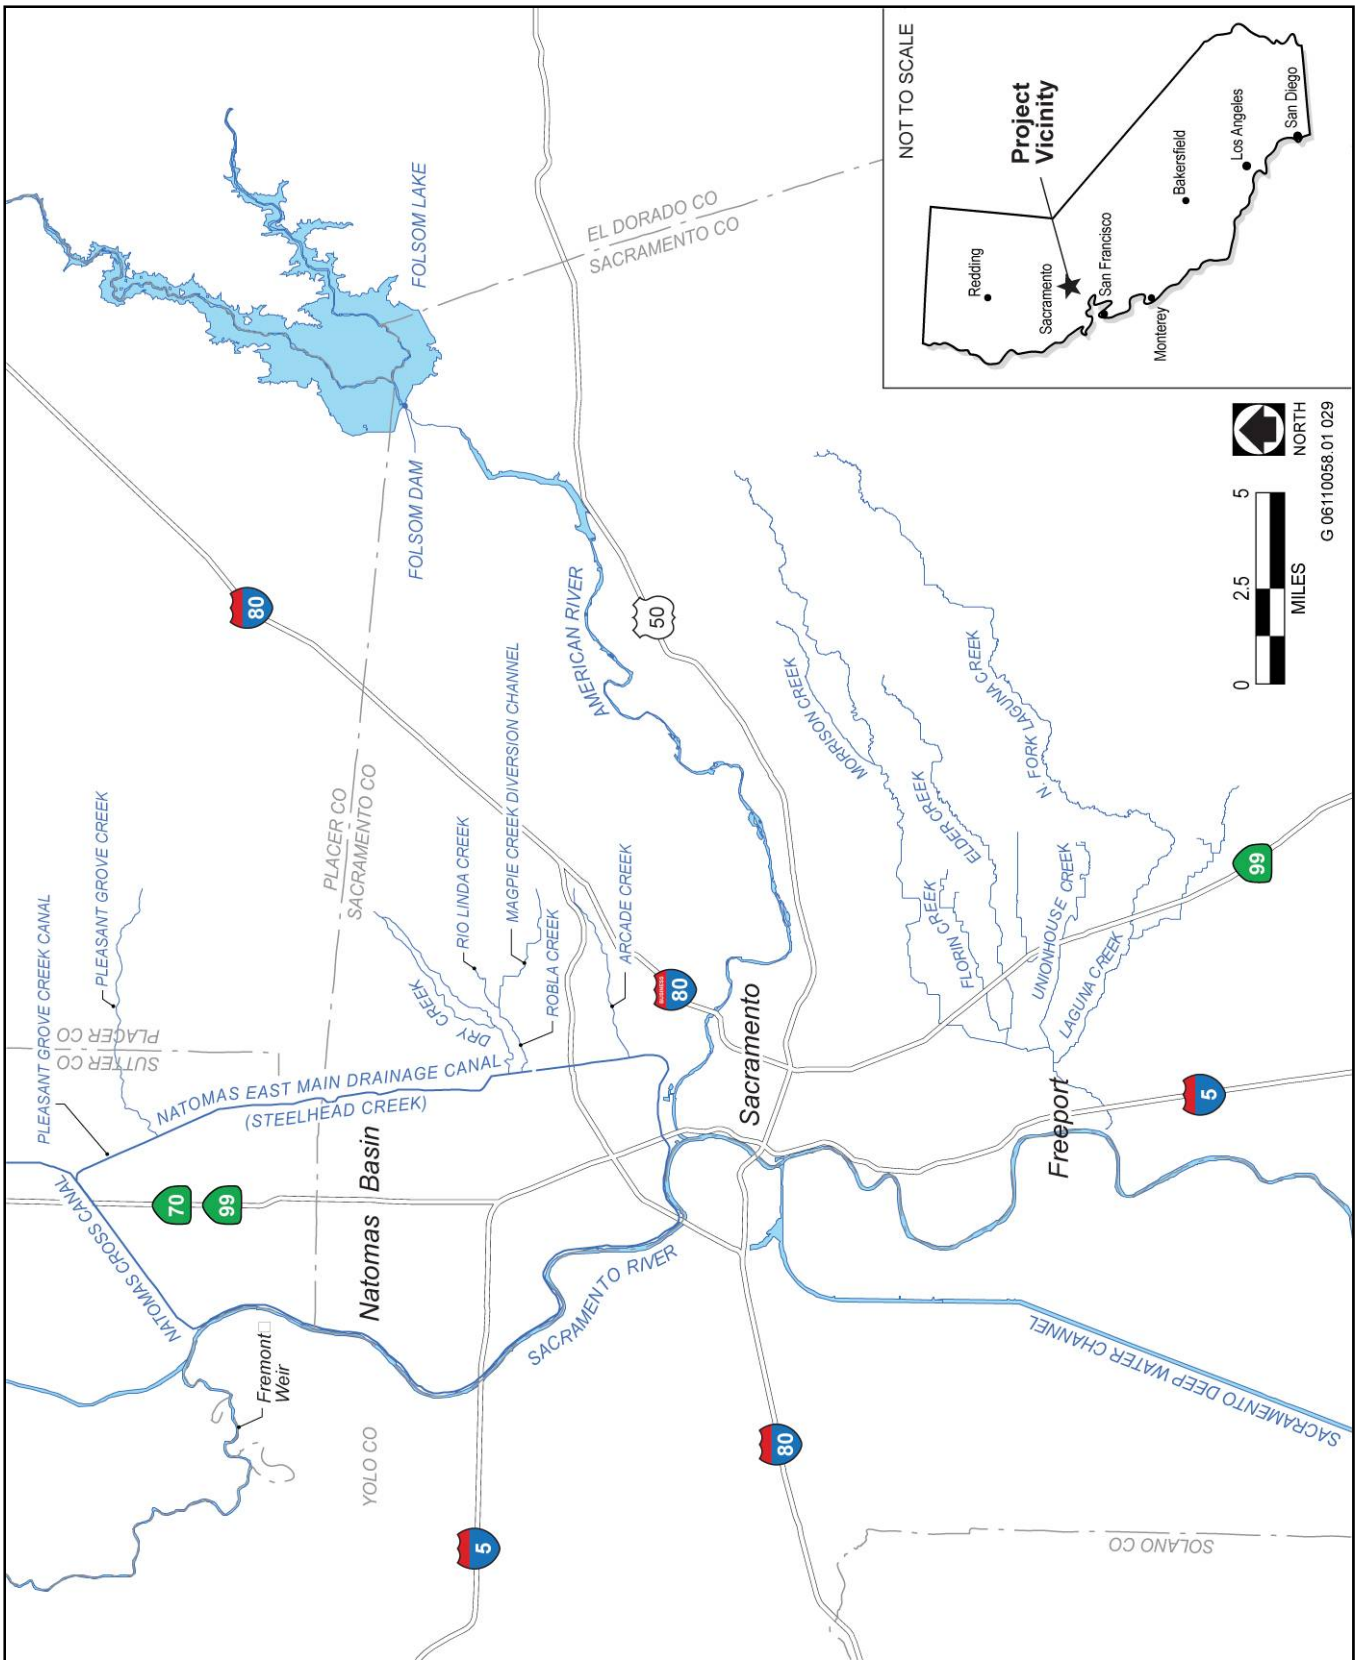 PLEASANT GROVE CREEK CANAL
PLEASANT GROVE CREEK
SUTTER CO
PLACER CO
NATOMAS CROSS CANAL
70
99
NATOMAS EAST MAIN DRAINAGE CANAL
(STEELHEAD CREEK)
Fremont
Weir
YOLO CO
Natomas Basin
PLACER CO
SACRAMENTO CO
DRY CREEK
RIO LINDA CREEK
MAGPIE CREEK DIVERSION CHANNEL
ROBLA CREEK
ARCADE CREEK
80
FOLSOM DAM
FOLSOM LAKE
EL DORADO CO
SACRAMENTO CO
AMERICAN RIVER
50
5
SACRAMENTO RIVER
BUSINESS
80
Sacramento
80
MORRISON CREEK
FLORIN CREEK
ELDER CREEK
N. FORK LAGUNA CREEK
UNIONHOUSE CREEK
LAGUNA CREEK
Freeport
SACRAMENTO DEEP WATER CHANNEL
SOLANO CO
5
99
NOT TO SCALE
Project
Vicinity
Redding
Sacramento
San Francisco
Monterey
Bakersfield
Los Angeles
San Diego
0 2.5 5
MILES
NORTH
G 06110058.01 029